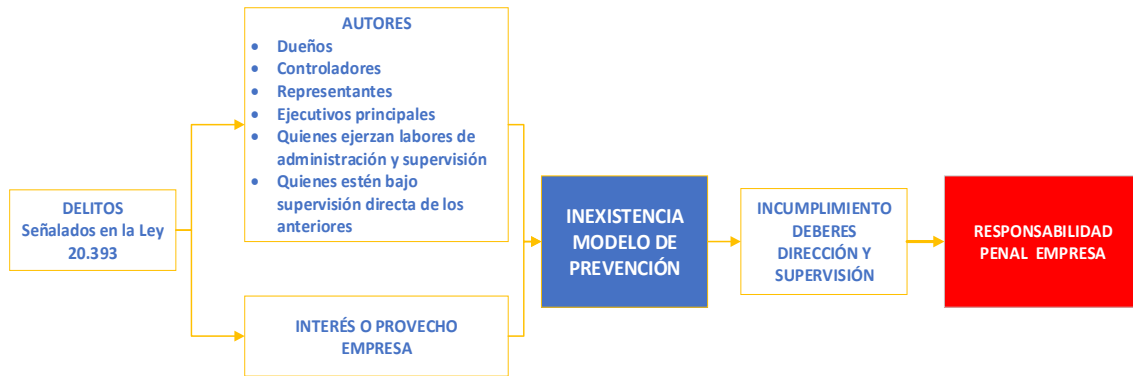 DELITOS
Señalados en la Ley
20.393
AUTORES
• Dueños
• Controladores
• Representantes
• Ejecutivos principales
• Quienes ejerzan labores de
administración y supervisión
• Quienes estén bajo
supervisión directa de los
anteriores
INTERÉS O PROVECHO
EMPRESA
INEXISTENCIA
MODELO DE
PREVENCIÓN
INCUMPLIMIENTO
DEBERES
DIRECCIÓN Y
SUPERVISIÓN
RESPONSABILIDAD
PENAL EMPRESA